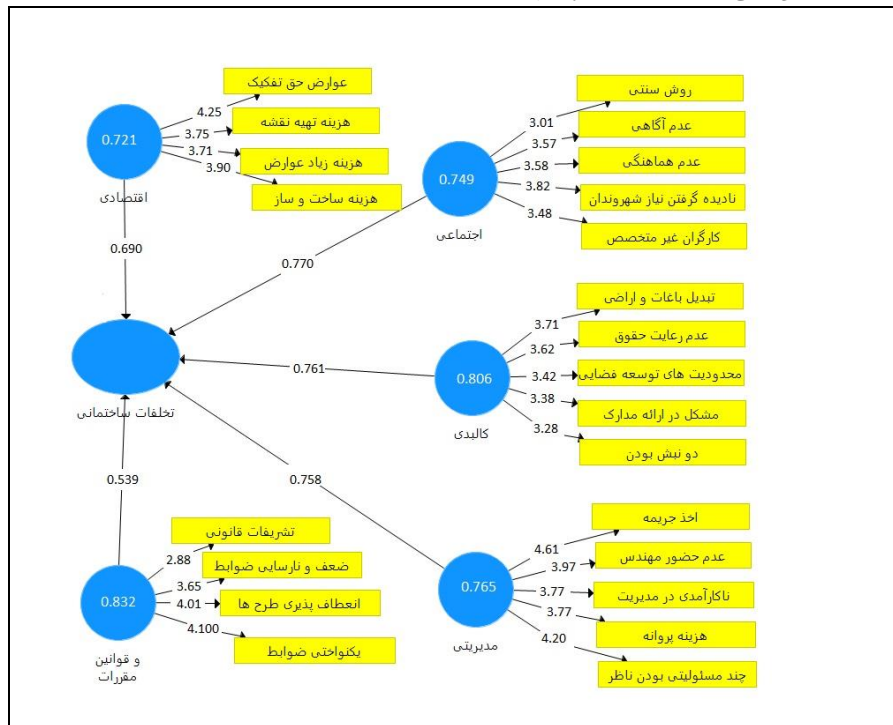 عوارض حق تفکیک
هزینه تهیه نقشه
هزینه زیاد عوارض
هزینه ساخت و ساز
4.25
3.75
3.71
3.90
0.721
اقتصادی
0.690
روش سنتی
عدم آگاهی
عدم هماهنگی
نادیده گرفتن نیاز شهروندان
کارگران غیر متخصص
3.01
3.57
3.58
3.82
3.48
0.749
اجتماعی
0.770
تبدیل باغات و اراضی
عدم رعایت حقوق
محدودیت های توسعه فضایی
مشکل در ارائه مدارک
دو نبش بودن
3.71
3.62
3.42
3.38
3.28
0.806
کالبدی
0.761
تخلفات ساختمانی
0.539
0.758
تشریفات قانونی
ضعف و نارسایی ضوابط
انعطاف پذیری طرح ها
یکنواختی ضوابط
2.88
3.65
4.01
4.100
0.832
و قوانین
مقررات
اخذ جریمه
عدم حضور مهندس
ناکارآمدی در مدیریت
هزینه پروانه
چند مسئولیتی بودن ناظر
4.61
3.97
3.77
3.77
4.20
0.765
مدیریتی